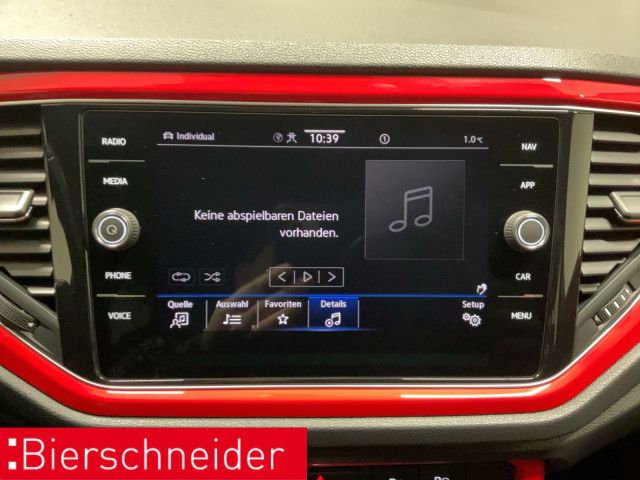 RADIO
MEDIA
PHONE
VOICE
Individual
10:39
1
1.0°C
Keine abspielbaren Dateien
vorhanden.
Quelle
Auswahl
Favoriten
Details
Setup
NAV
APP
CAR
MENU
Bierschneider